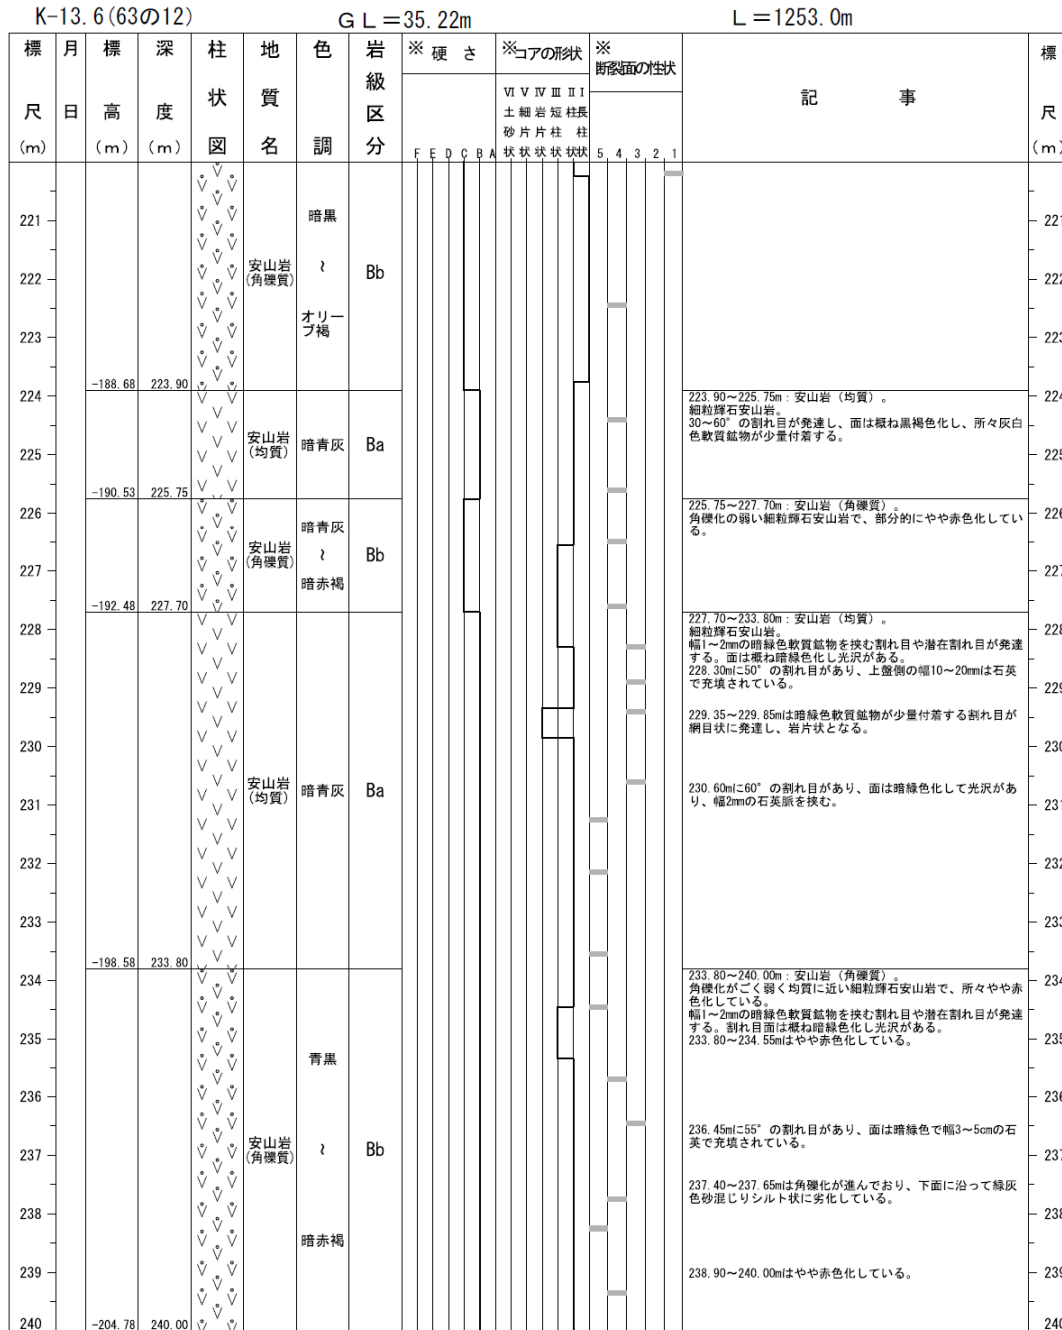 K-13.6(63の12)
GL=35.22m
L=1253.0m
標尺(m)
月日
標高(m)
深度(m)
柱状図
地質名
色調
岩級区分
※硬さ
F E D C B A
※コアの形状
VI 土砂状
V 細片状
IV 岩片状
III 短柱状
II 柱状
I 長柱状
※断裂面の性状
5 4 3 2 1
記事
標尺(m)
221
222
223
224
225
226
227
228
229
230
231
232
233
234
235
236
237
238
239
240
-188.68 223.90
-190.53 225.75
-192.48 227.70
-198.58 233.80
-204.78 240.00
安山岩
(角礫質)
暗黒
~
オリー
ブ褐
Bb
安山岩
(均質)
暗青灰
Ba
安山岩
(角礫質)
暗青灰
~
暗赤褐
Bb
安山岩
(均質)
暗青灰
Ba
安山岩
(角礫質)
青黒
~
暗赤褐
Bb
223.90~225.75m:安山岩(均質)。
細粒輝石安山岩。
30~60°の割れ目が発達し、面は概ね黒褐色化し、所々灰白
色軟質鉱物が少量付着する。
225.75~227.70m:安山岩(角礫質)。
角礫化の弱い細粒輝石安山岩で、部分的にやや赤色化してい
る。
227.70~233.80m:安山岩(均質)。
細粒輝石安山岩。
幅1~2mmの暗緑色軟質鉱物を挟む割れ目や潜在割れ目が発達
する。面は概ね暗緑色化し光沢がある。
228.30mに50°の割れ目があり、上盤側の幅10~20mmは石英
で充填されている。
229.35~229.85mは暗緑色軟質鉱物が少量付着する割れ目が
網目状に発達し、岩片状となる。
230.60mに60°の割れ目があり、面は暗緑色化して光沢があ
り、幅2mmの石英脈を挟む。
233.80~240.00m:安山岩(角礫質)。
角礫化がごく弱く均質に近い細粒輝石安山岩で、所々やや赤
色化している。
幅1~2mmの暗緑色軟質鉱物を挟む割れ目や潜在割れ目が発達
する。割れ目面は概ね暗緑色化し光沢がある。
233.80~234.55mはやや赤色化している。
236.45mに55°の割れ目があり、面は暗緑色で幅3~5cmの石
英で充填されている。
237.40~237.65mは角礫化が進んでおり、下面に沿って緑灰
色砂混じりシルト状に劣化している。
238.90~240.00mはやや赤色化している。
221
222
223
224
225
226
227
228
229
230
231
232
233
234
235
236
237
238
239
240